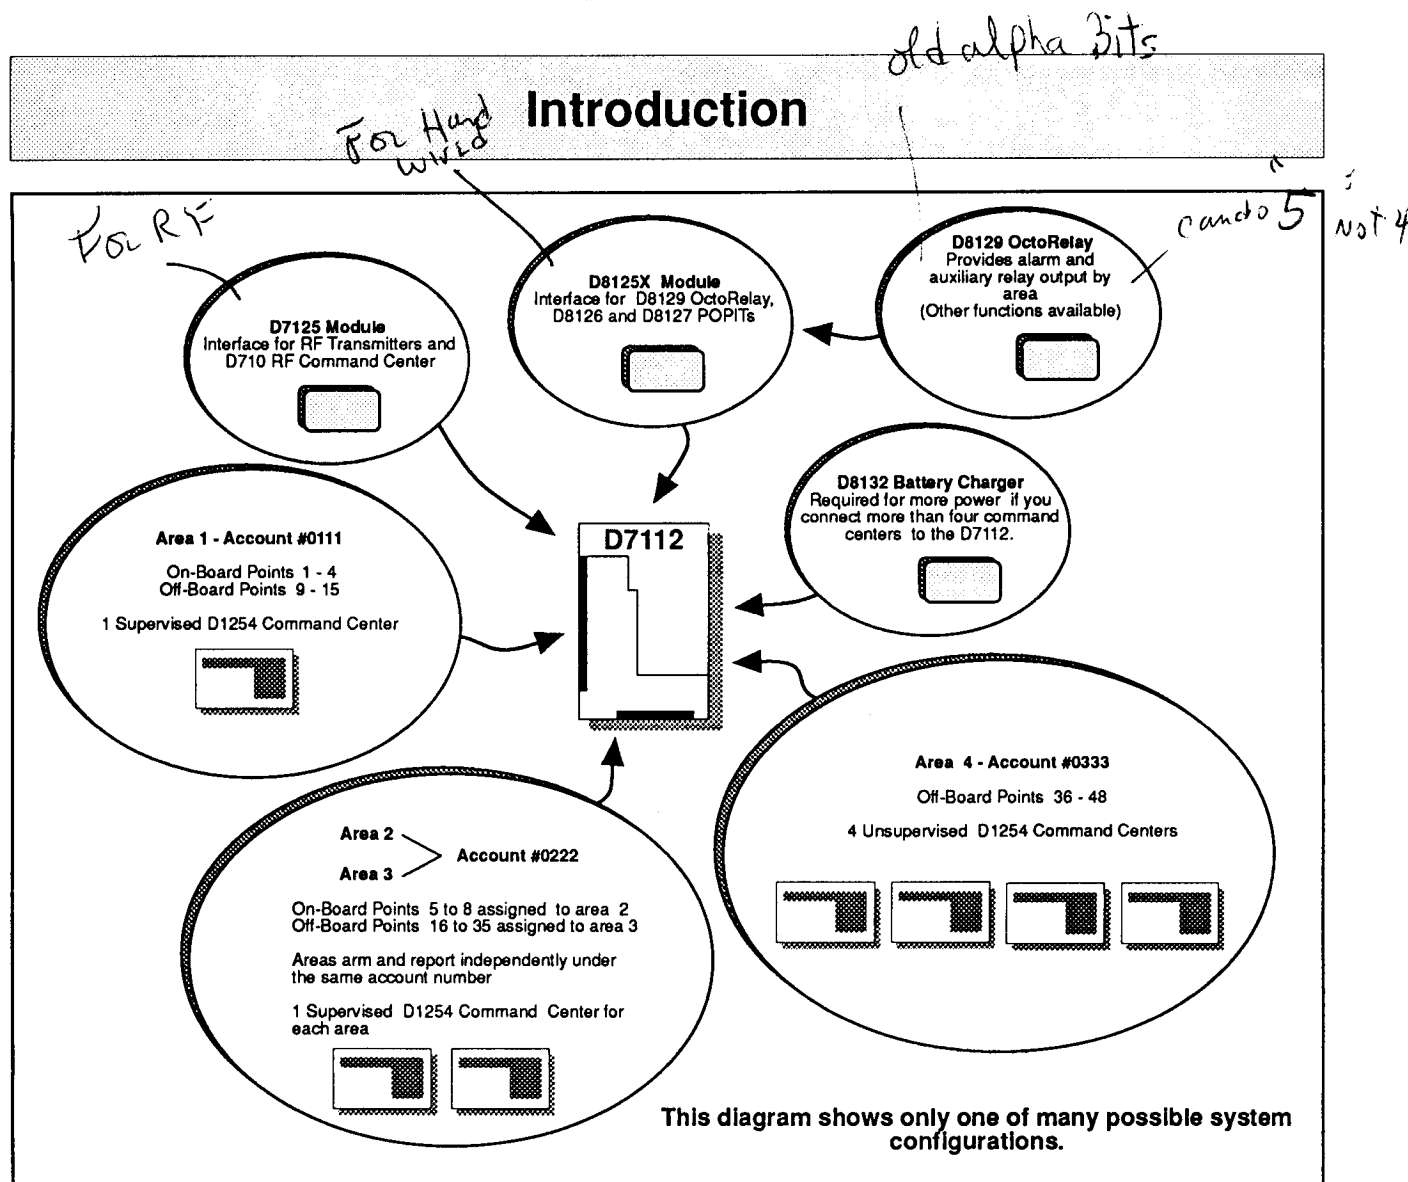 old alpha Bits
Introduction
For Hard
wired
For RF
can do 5
Not 4
D7125 Module
Interface for RF Transmitters and
D710 RF Command Center
D8125X Module
Interface for D8129 OctoRelay,
D8126 and D8127 POPITs
D8129 OctoRelay
Provides alarm and
auxiliary relay output by
area
(Other functions available)
D8132 Battery Charger
Required for more power if you
connect more than four command
centers to the D7112.
D7112
Area 1 - Account #0111
On-Board Points 1 - 4
Off-Board Points 9 - 15
1 Supervised D1254 Command Center
Area 4 - Account #0333
Off-Board Points 36 - 48
4 Unsupervised D1254 Command Centers
Area 2
Account #0222
Area 3
On-Board Points 5 to 8 assigned to area 2
Off-Board Points 16 to 35 assigned to area 3
Areas arm and report independently under
the same account number
1 Supervised D1254 Command Center for
each area
This diagram shows only one of many possible system
configurations.